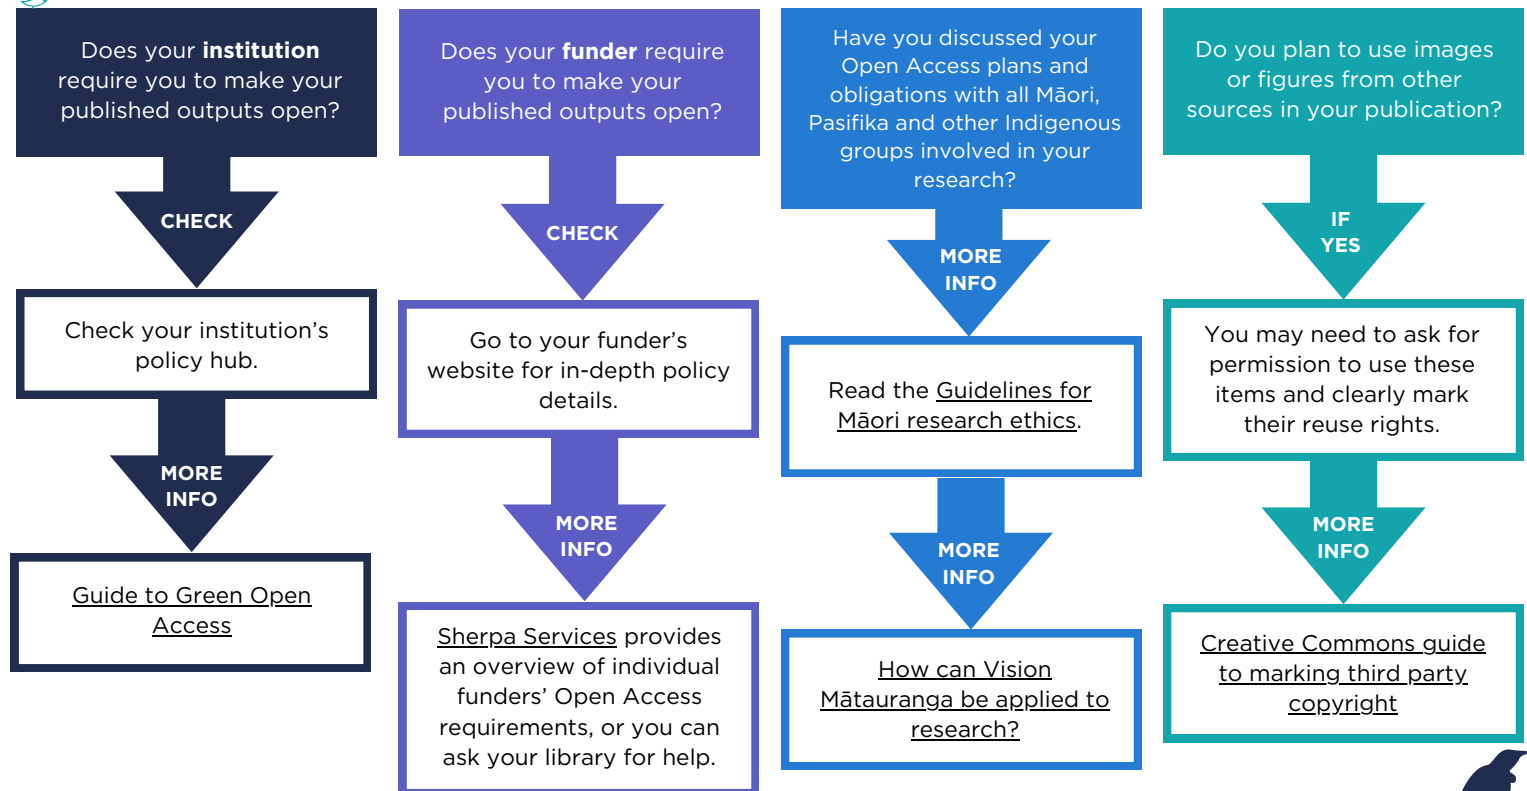 Does your institution
require you to make your
published outputs open?
CHECK
Check your institution's
policy hub.
MORE
INFO
Guide to Green Open
Access
Does your funder require
you to make your
published outputs open?
CHECK
Go to your funder's
website for in-depth policy
details.
MORE
INFO
Sherpa Services provides
an overview of individual
funders' Open Access
requirements, or you can
ask your library for help.
Have you discussed your
Open Access plans and
obligations with all Māori,
Pasifika and other Indigenous
groups involved in your
research?
MORE
INFO
Read the Guidelines for
Māori research ethics.
MORE
INFO
How can Vision
Mātauranga be applied to
research?
Do you plan to use images
or figures from other
sources in your publication?
IF
YES
You may need to ask for
permission to use these
items and clearly mark
their reuse rights.
MORE
INFO
Creative Commons guide
to marking third party
copyright